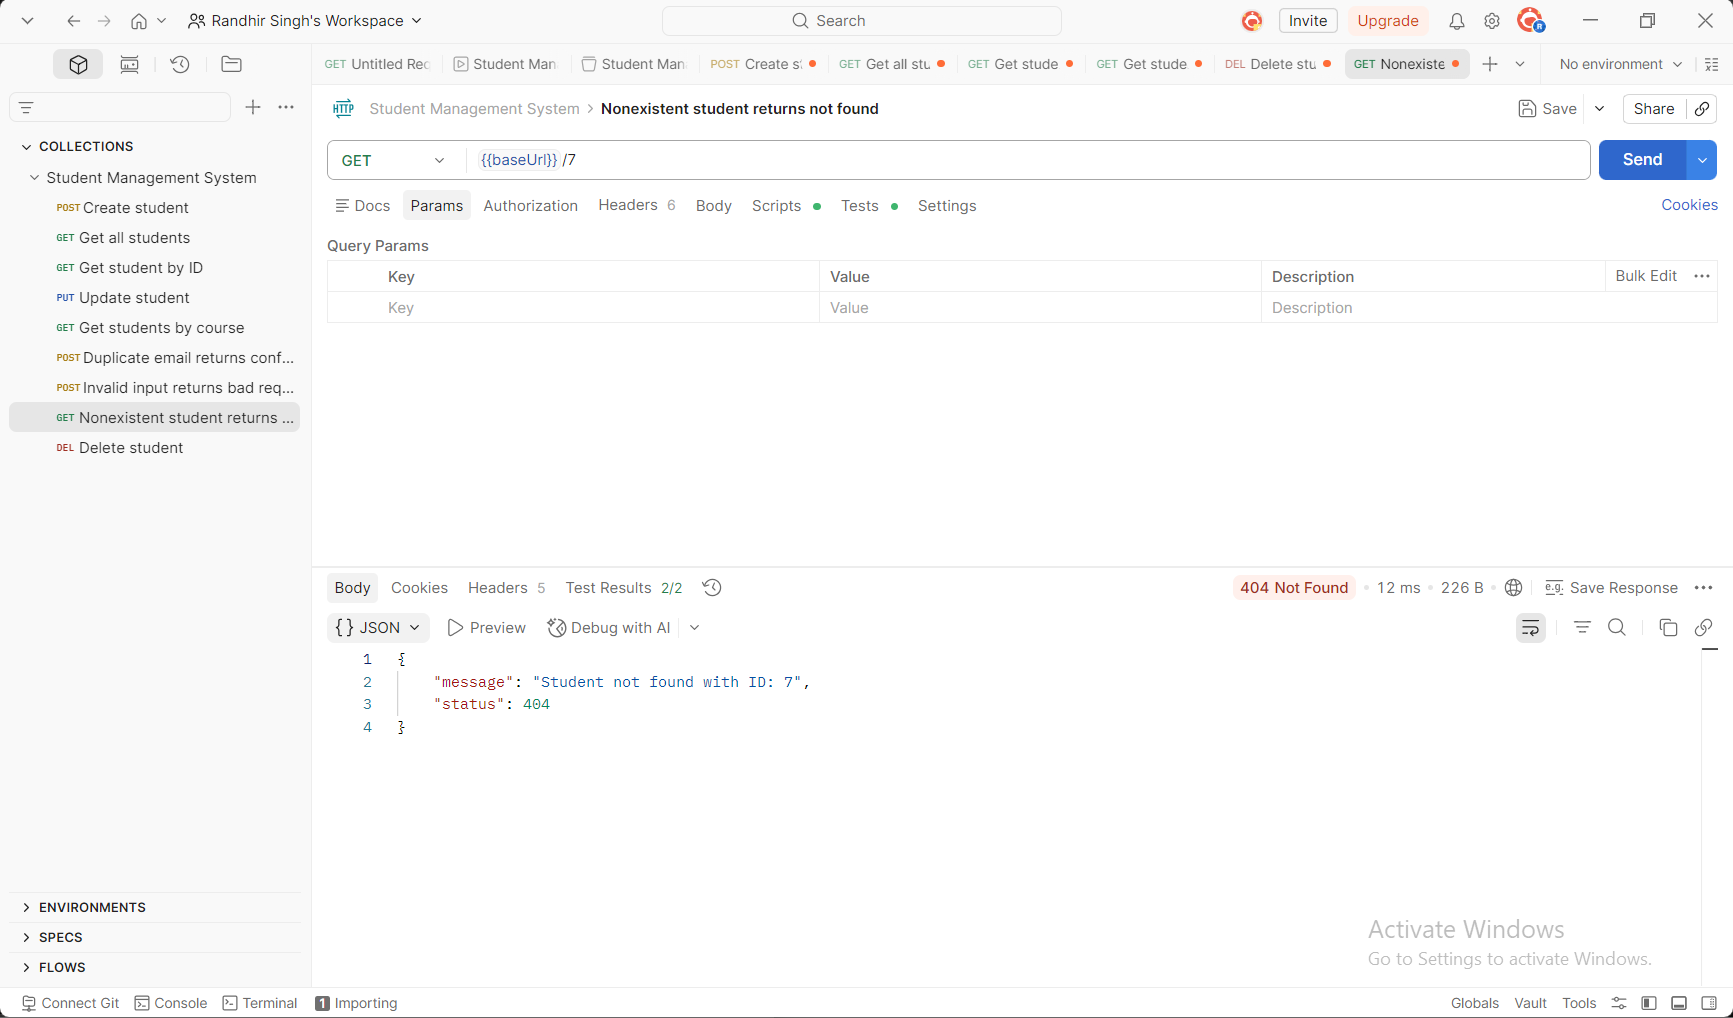 Randhir Singh's Workspace
Search
Invite
Upgrade
R
GET Untitled Rec
Student Man
Student Man
POST Create s
GET Get all stu
GET Get stude
GET Get stude
DEL Delete stu
GET Nonexiste
No environment
HTTP Student Management System > Nonexistent student returns not found
Save
Share
COLLECTIONS
Student Management System
POST Create student
GET Get all students
GET Get student by ID
PUT Update student
GET Get students by course
POST Duplicate email returns conf...
POST Invalid input returns bad req...
GET Nonexistent student returns ...
DEL Delete student
ENVIRONMENTS
SPECS
FLOWS
GET {{baseUrl}} /7
Send
Docs Params Authorization Headers 6 Body Scripts Tests Settings Cookies
Query Params
Key Value Description Bulk Edit
Key Value Description
Body Cookies Headers 5 Test Results 2/2
404 Not Found 12 ms 226 B e.g. Save Response
{} JSON Preview Debug with AI
1 {
2 "message": "Student not found with ID: 7",
3 "status": 404
4 }
Activate Windows
Go to Settings to activate Windows.
Connect Git Console Terminal 1 Importing
Globals Vault Tools